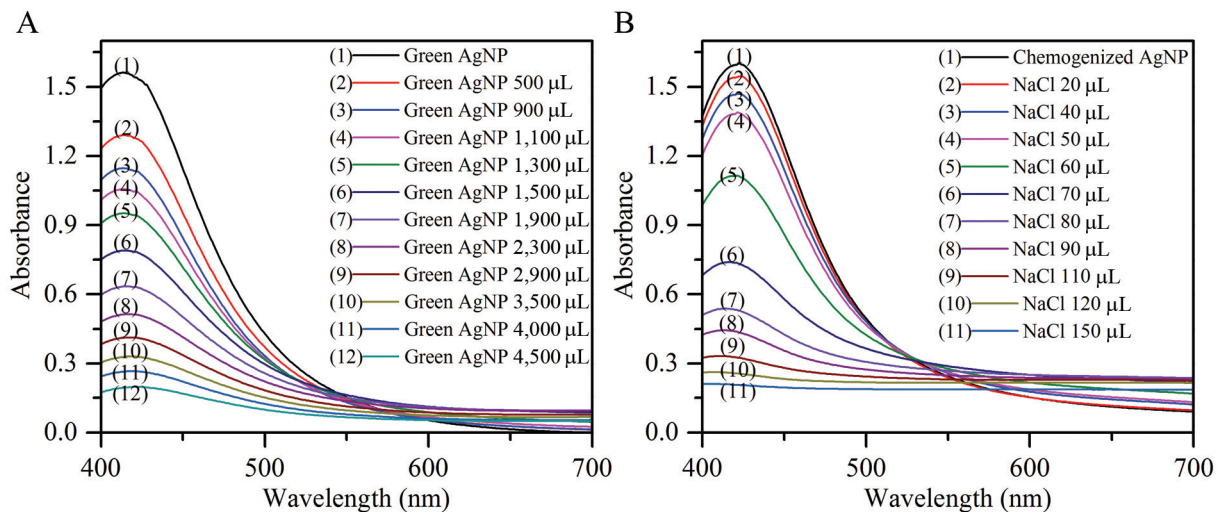 A
Absorbance
1.5
1.2
0.9
0.6
0.3
0.0
400
500
600
700
Wavelength (nm)
(1)
(2)
(3)
(4)
(5)
(6)
(7)
(8)
(9)
(10)
(11)
(12)
(1) Green AgNP
(2) Green AgNP 500 μL
(3) Green AgNP 900 μL
(4) Green AgNP 1,100 μL
(5) Green AgNP 1,300 μL
(6) Green AgNP 1,500 μL
(7) Green AgNP 1,900 μL
(8) Green AgNP 2,300 μL
(9) Green AgNP 2,900 μL
(10) Green AgNP 3,500 μL
(11) Green AgNP 4,000 μL
(12) Green AgNP 4,500 μL
B
Absorbance
1.5
1.2
0.9
0.6
0.3
0.0
400
500
600
700
Wavelength (nm)
(1)
(2)
(3)
(4)
(5)
(6)
(7)
(8)
(9)
(10)
(11)
(1) Chemogenized AgNP
(2) NaCl 20 μL
(3) NaCl 40 μL
(4) NaCl 50 μL
(5) NaCl 60 μL
(6) NaCl 70 μL
(7) NaCl 80 μL
(8) NaCl 90 μL
(9) NaCl 110 μL
(10) NaCl 120 μL
(11) NaCl 150 μL